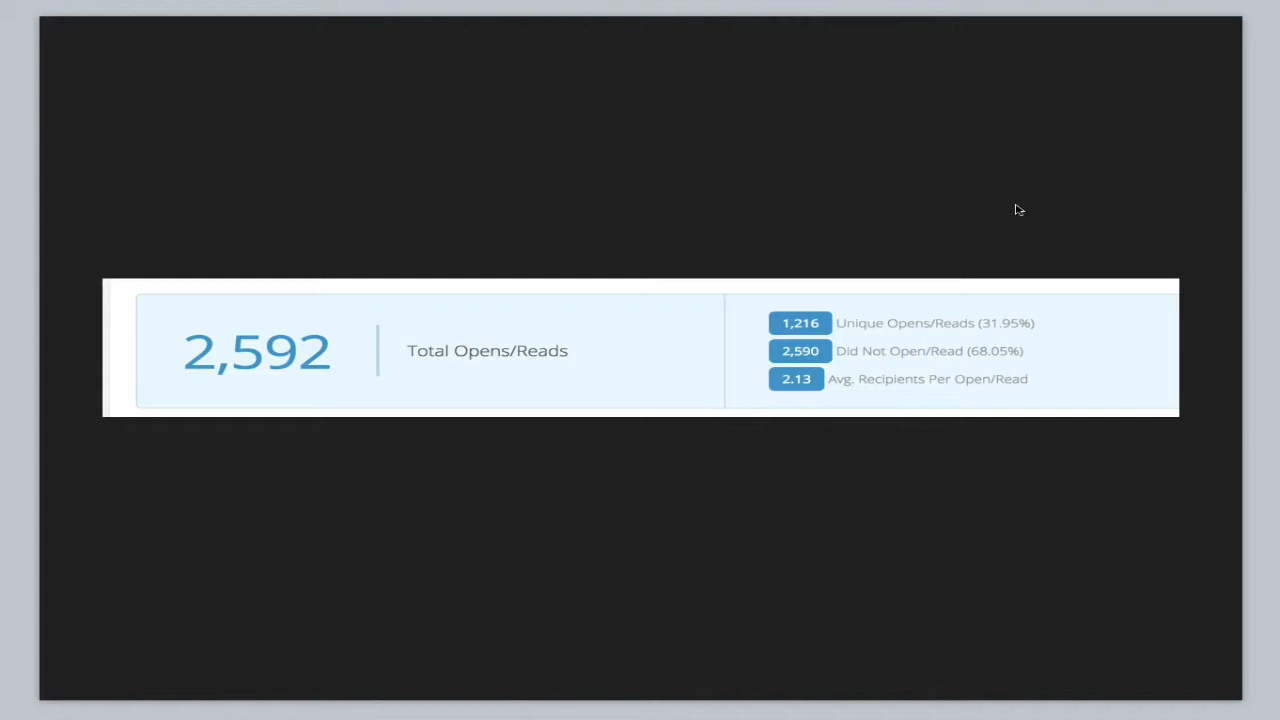 2,592
Total Opens/Reads
1,216 Unique Opens/Reads (31.95%)
2,590 Did Not Open/Read (68.05%)
2.13 Avg. Recipients Per Open/Read